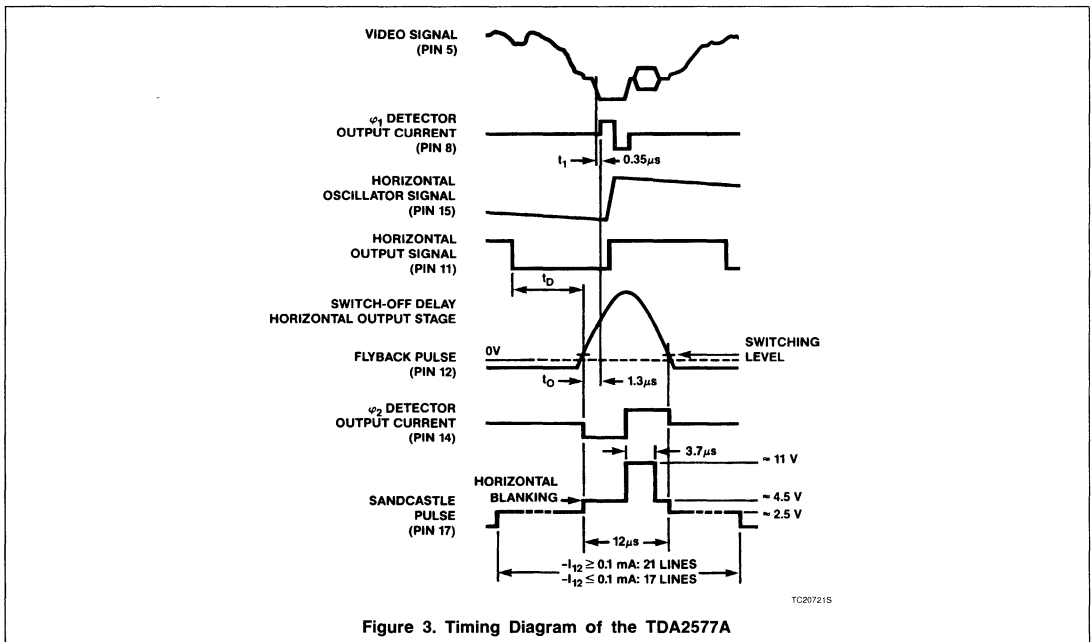 VIDEO SIGNAL
(PIN 5)
φ1 DETECTOR
OUTPUT CURRENT
(PIN 8)
t1
0.35μs
HORIZONTAL
OSCILLATOR SIGNAL
(PIN 15)
HORIZONTAL
OUTPUT SIGNAL
(PIN 11)
tD
SWITCH-OFF DELAY
HORIZONTAL OUTPUT STAGE
SWITCHING
LEVEL
0V
FLYBACK PULSE
(PIN 12)
tO
1.3μs
φ2 DETECTOR
OUTPUT CURRENT
(PIN 14)
3.7μs
≈ 11 V
HORIZONTAL
BLANKING
≈ 4.5 V
SANDCASTLE
PULSE
(PIN 17)
≈ 2.5 V
12μs
–I12 ≥ 0.1 mA: 21 LINES
–I12 ≤ 0.1 mA: 17 LINES
TC20721S
Figure 3. Timing Diagram of the TDA2577A